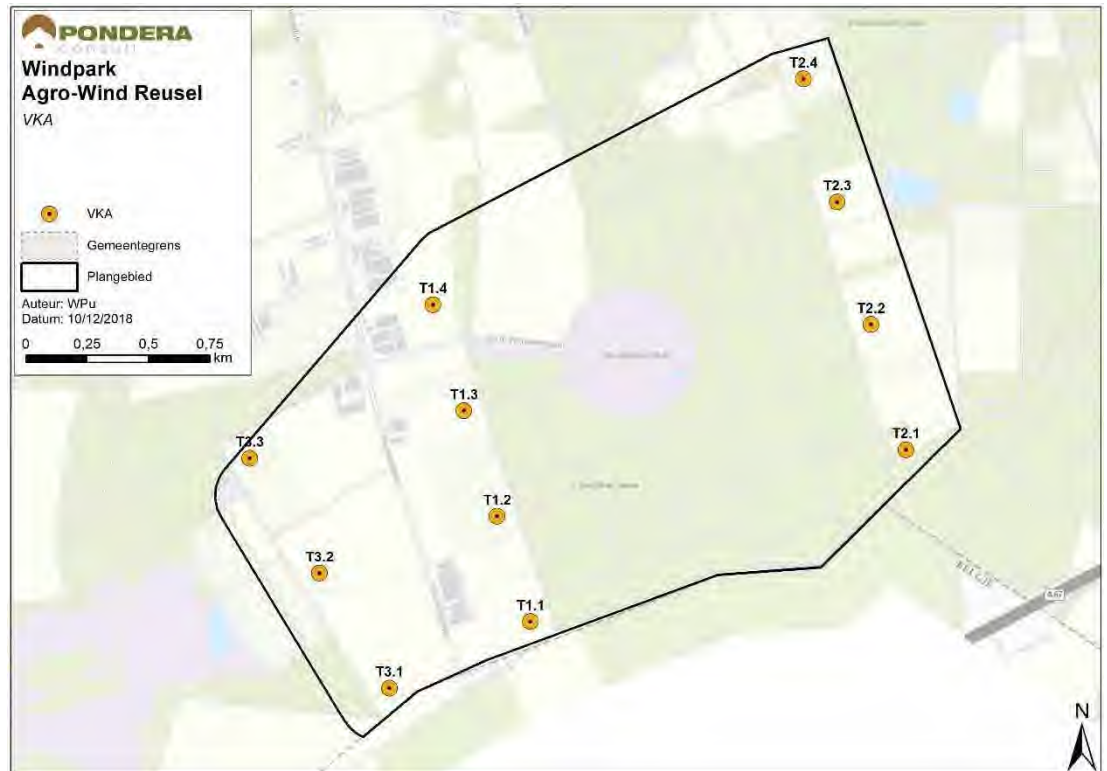 PONDERA
consult
Windpark
Agro-Wind Reusel
VKA
VKA
Gemeentegrens
Plangebied
Auteur: WPu
Datum: 10/12/2018
0 0,25 0,5 0,75
km
T2.4
T2.3
T1.4
T2.2
T1.3
T3.3
T2.1
T1.2
T3.2
BELGIË
A67
T1.1
T3.1
N